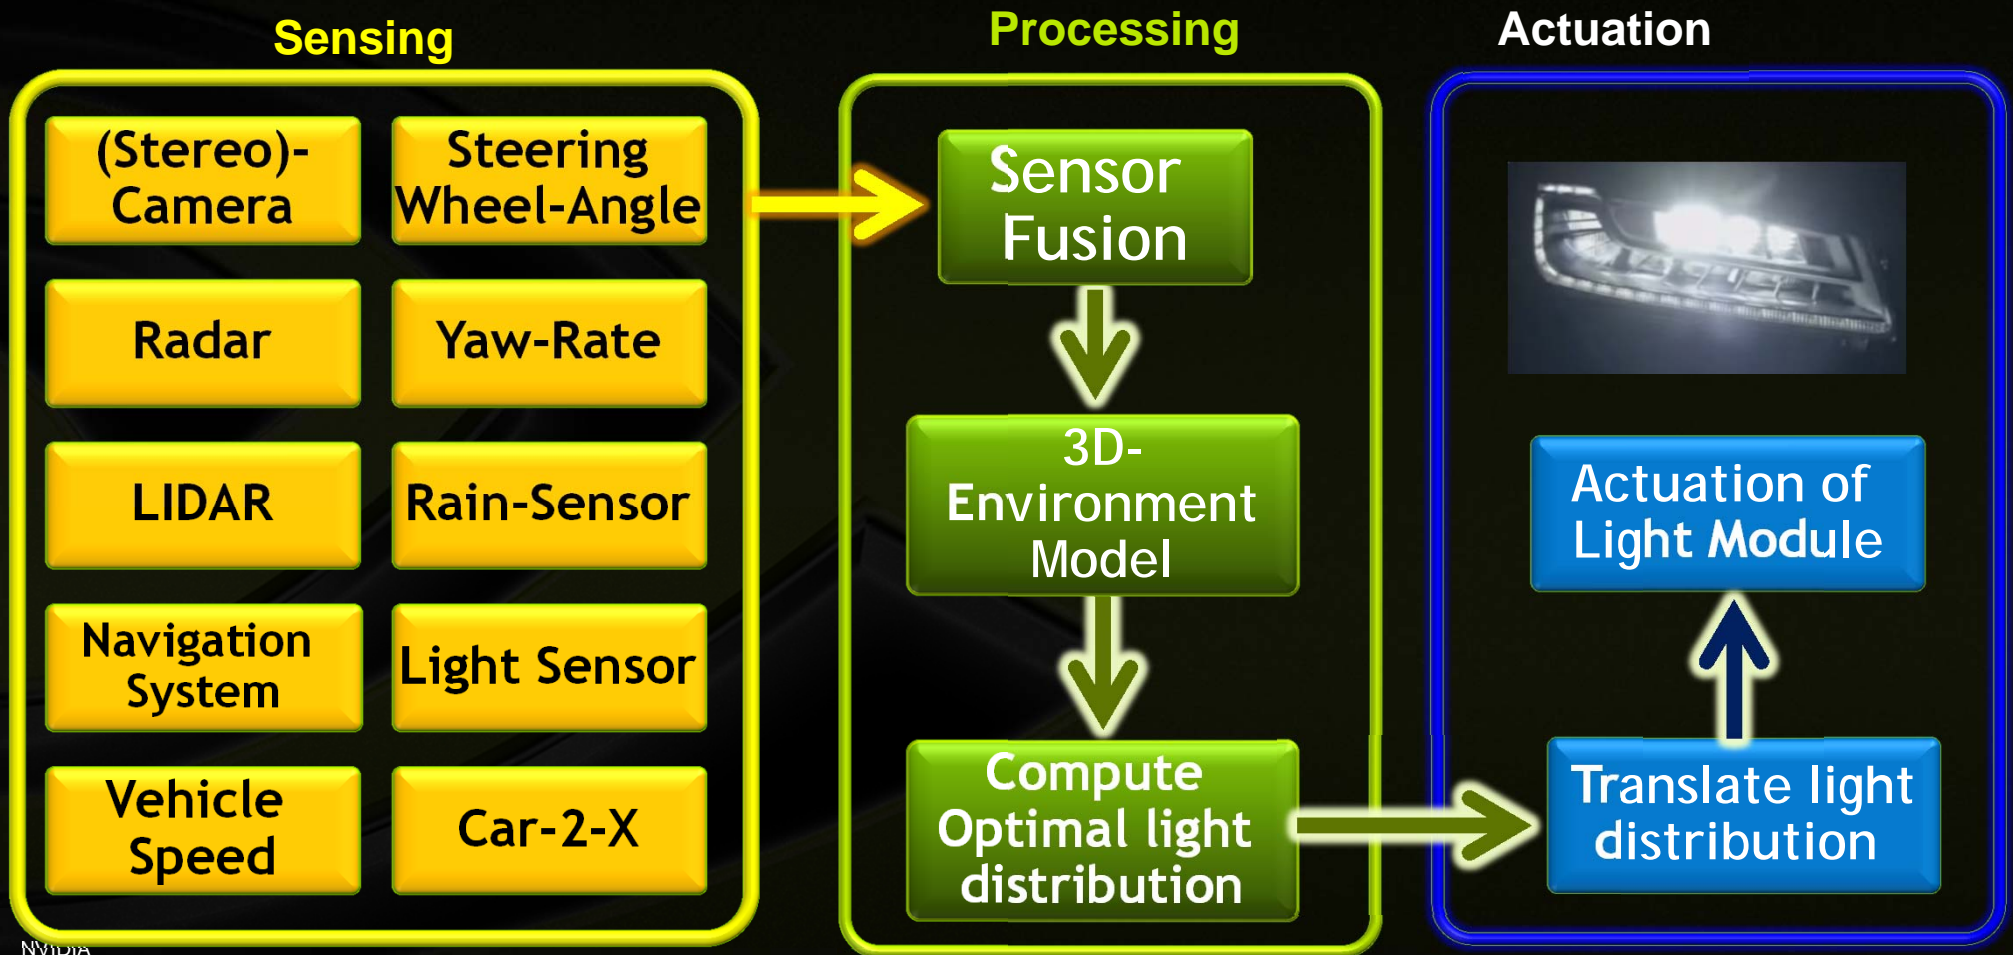 Sensing
(Stereo)-
Camera
Steering
Wheel-Angle
Radar
Yaw-Rate
LIDAR
Rain-Sensor
Navigation
System
Light Sensor
Vehicle
Speed
Car-2-X
Processing
Sensor
Fusion
3D-
Environment
Model
Compute
Optimal light
distribution
Actuation
Actuation of
Light Module
Translate light
distribution
NVIDIA